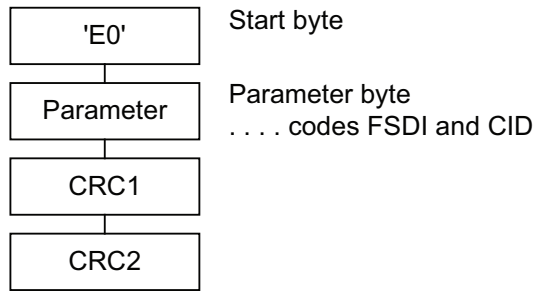 'E0' Start byte
Parameter Parameter byte
. . . . codes FSDI and CID
CRC1
CRC2